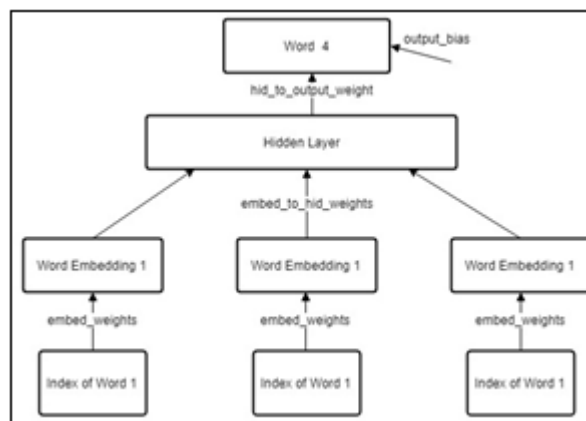 Word 4
output_bias
hid_to_output_weight
Hidden Layer
embed_to_hid_weights
Word Embedding 1
Word Embedding 1
Word Embedding 1
embed_weights
embed_weights
embed_weights
Index of Word 1
Index of Word 1
Index of Word 1